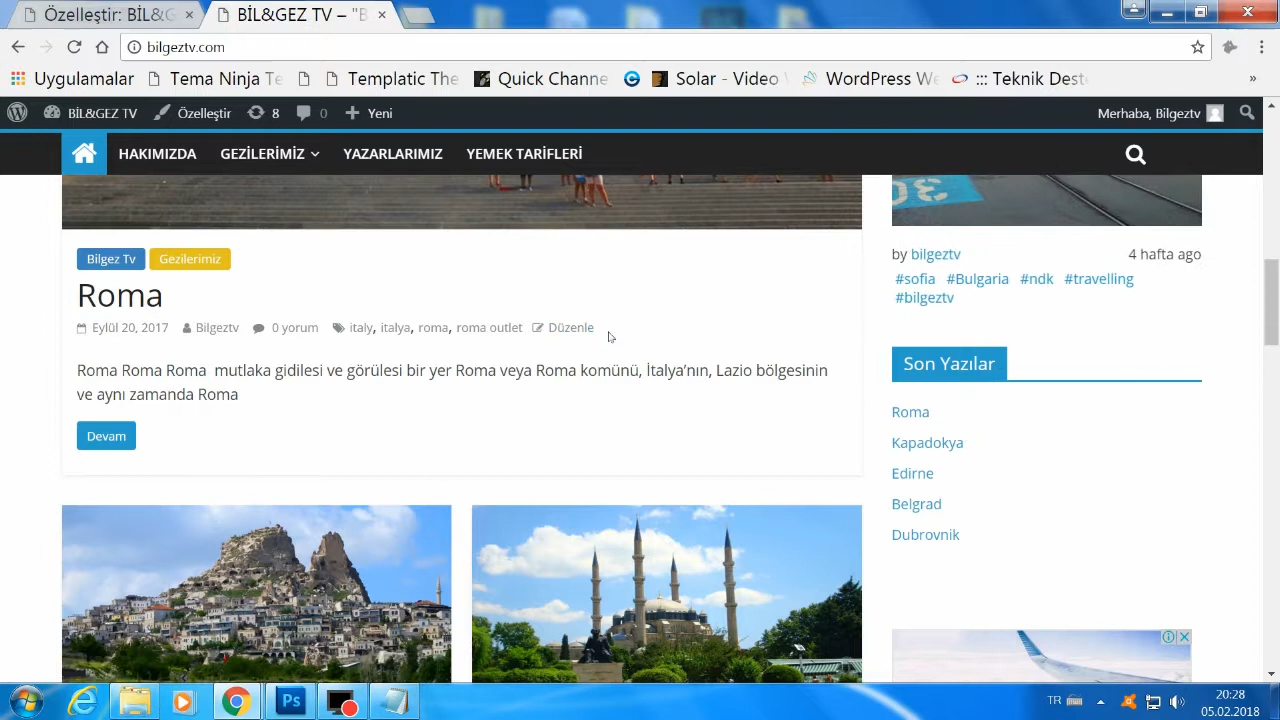 Özelleştir: BİL&G
BİL&GEZ TV – "B
bilgeztv.com
Uygulamalar
Tema Ninja Te
Templatic The
Quick Channe
Solar - Video
WordPress We
::: Teknik Dest
»
BİL&GEZ TV
Özelleştir
8
0
Yeni
Merhaba, Bilgeztv
HAKIMIZDA
GEZİLERİMİZ
YAZARLARIMIZ
YEMEK TARİFLERİ
Bilgez Tv
Gezilerimiz
Roma
Eylül 20, 2017 Bilgeztv 0 yorum italy, italya, roma, roma outlet Düzenle
Roma Roma Roma mutlaka gidilesi ve görülesi bir yer Roma veya Roma komünü, İtalya’nın, Lazio bölgesinin
ve aynı zamanda Roma
Devam
30
by bilgeztv 4 hafta ago
#sofia #Bulgaria #ndk #travelling
#bilgeztv
Son Yazılar
Roma
Kapadokya
Edirne
Belgrad
Dubrovnik
Ps
TR
20:28
05.02.2018